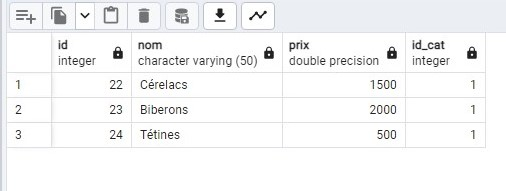 id nom prix id_cat
integer character varying (50) double precision integer
1 22 Cérelacs 1500 1
2 23 Biberons 2000 1
3 24 Tétines 500 1